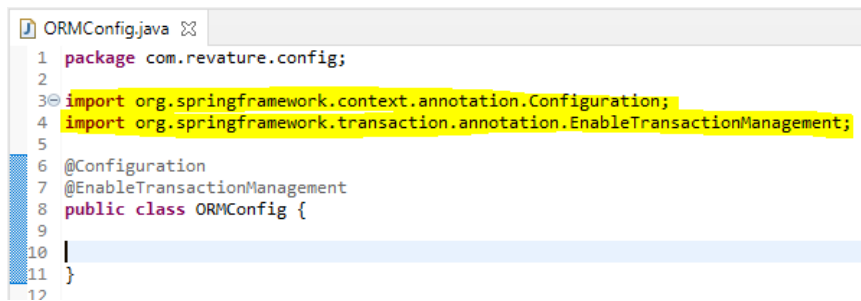 ORMConfig.java
1 package com.revature.config;
2
3 import org.springframework.context.annotation.Configuration;
4 import org.springframework.transaction.annotation.EnableTransactionManagement;
5
6 @Configuration
7 @EnableTransactionManagement
8 public class ORMConfig {
9
10
11 }
12